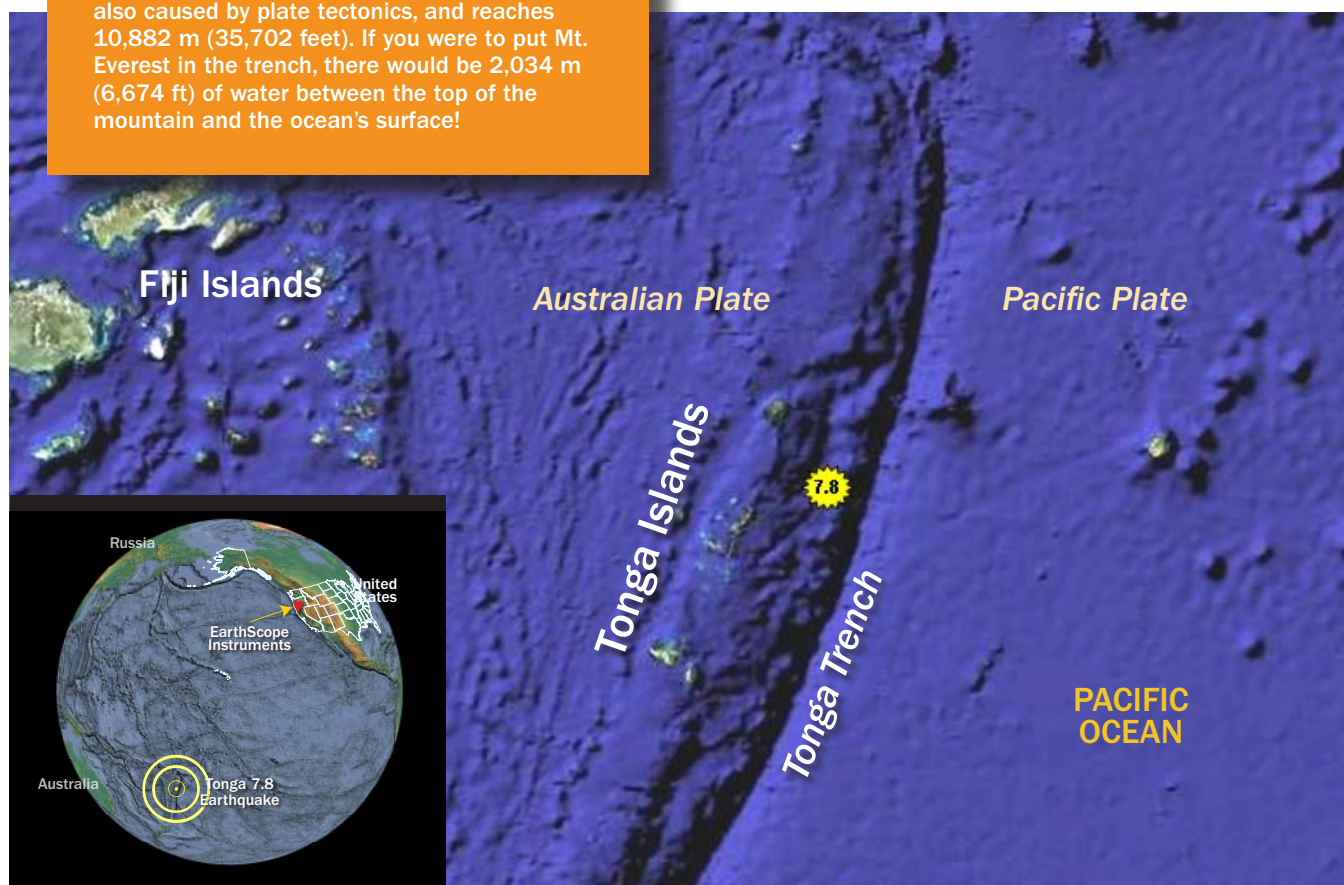 also caused by plate tectonics, and reaches
10,882 m (35,702 feet). If you were to put Mt.
Everest in the trench, there would be 2,034 m
(6,674 ft) of water between the top of the
mountain and the ocean's surface!
FIji Islands
Australian Plate
Pacific Plate
Tonga Islands
7.8
Tonga Trench
PACIFIC
OCEAN
Russia
United
States
EarthScope
Instruments
Australia
Tonga 7.8
Earthquake